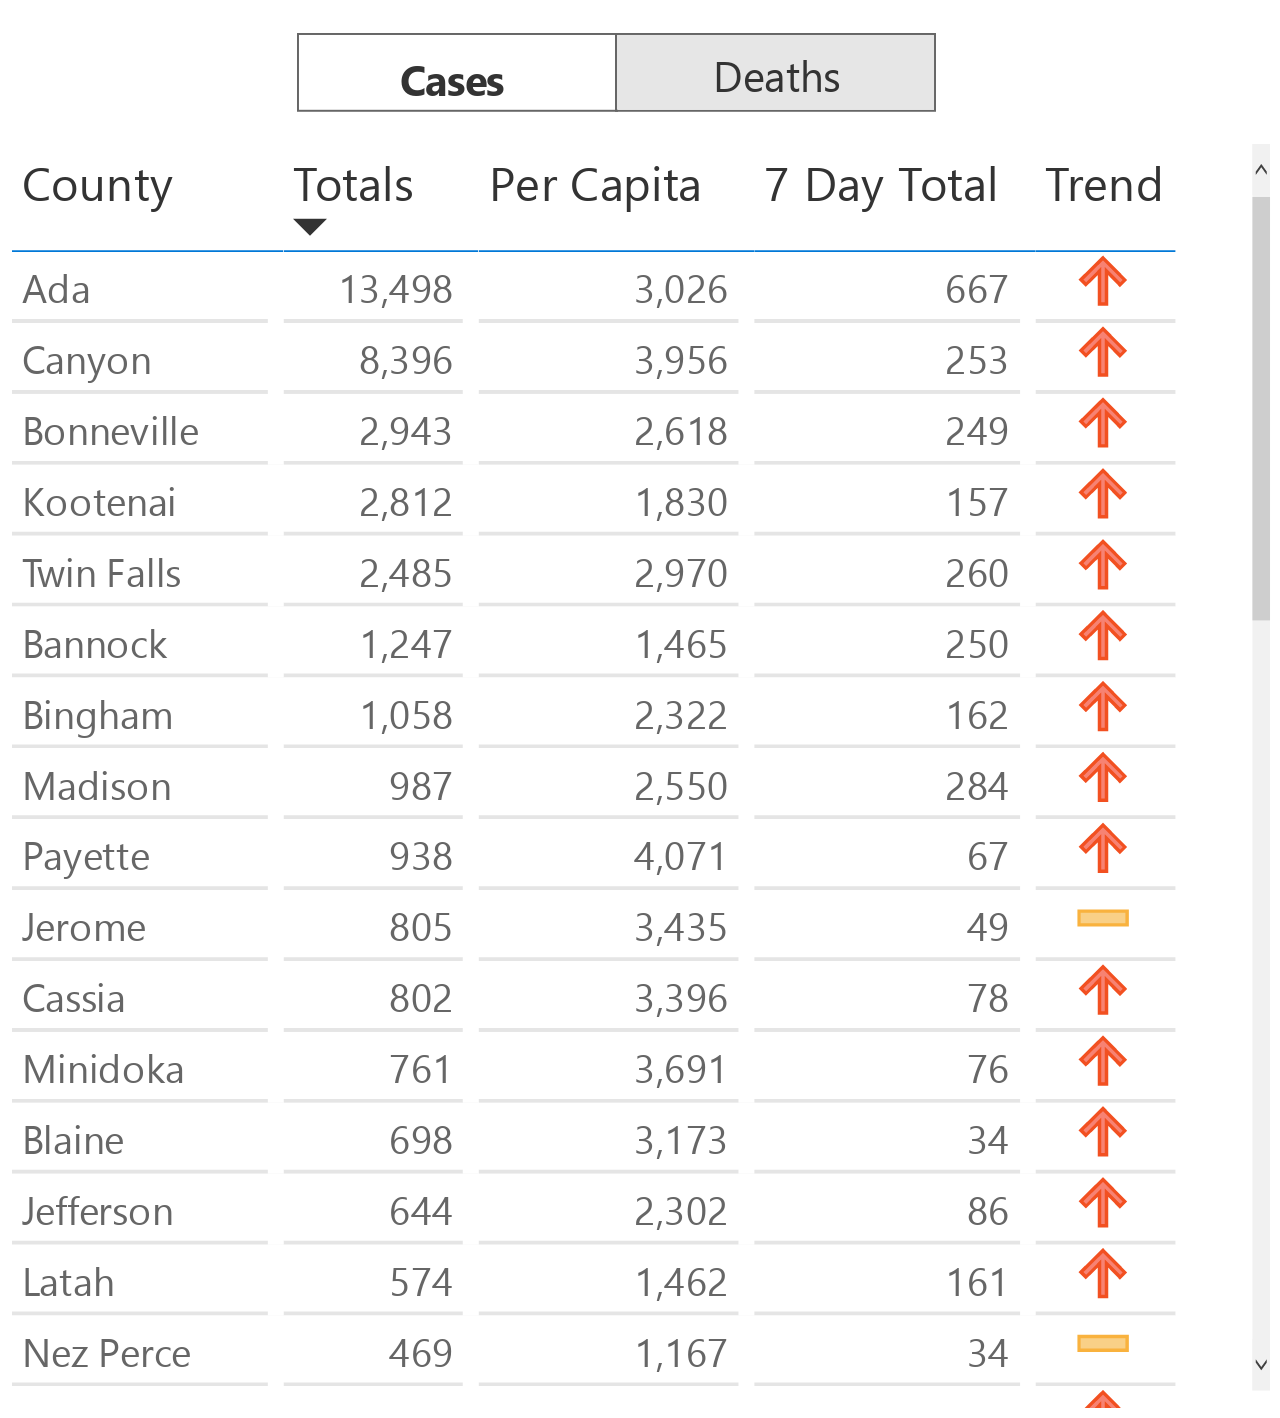 Cases Deaths
County Totals Per Capita 7 Day Total Trend
Ada 13,498 3,026 667
Canyon 8,396 3,956 253
Bonneville 2,943 2,618 249
Kootenai 2,812 1,830 157
Twin Falls 2,485 2,970 260
Bannock 1,247 1,465 250
Bingham 1,058 2,322 162
Madison 987 2,550 284
Payette 938 4,071 67
Jerome 805 3,435 49
Cassia 802 3,396 78
Minidoka 761 3,691 76
Blaine 698 3,173 34
Jefferson 644 2,302 86
Latah 574 1,462 161
Nez Perce 469 1,167 34